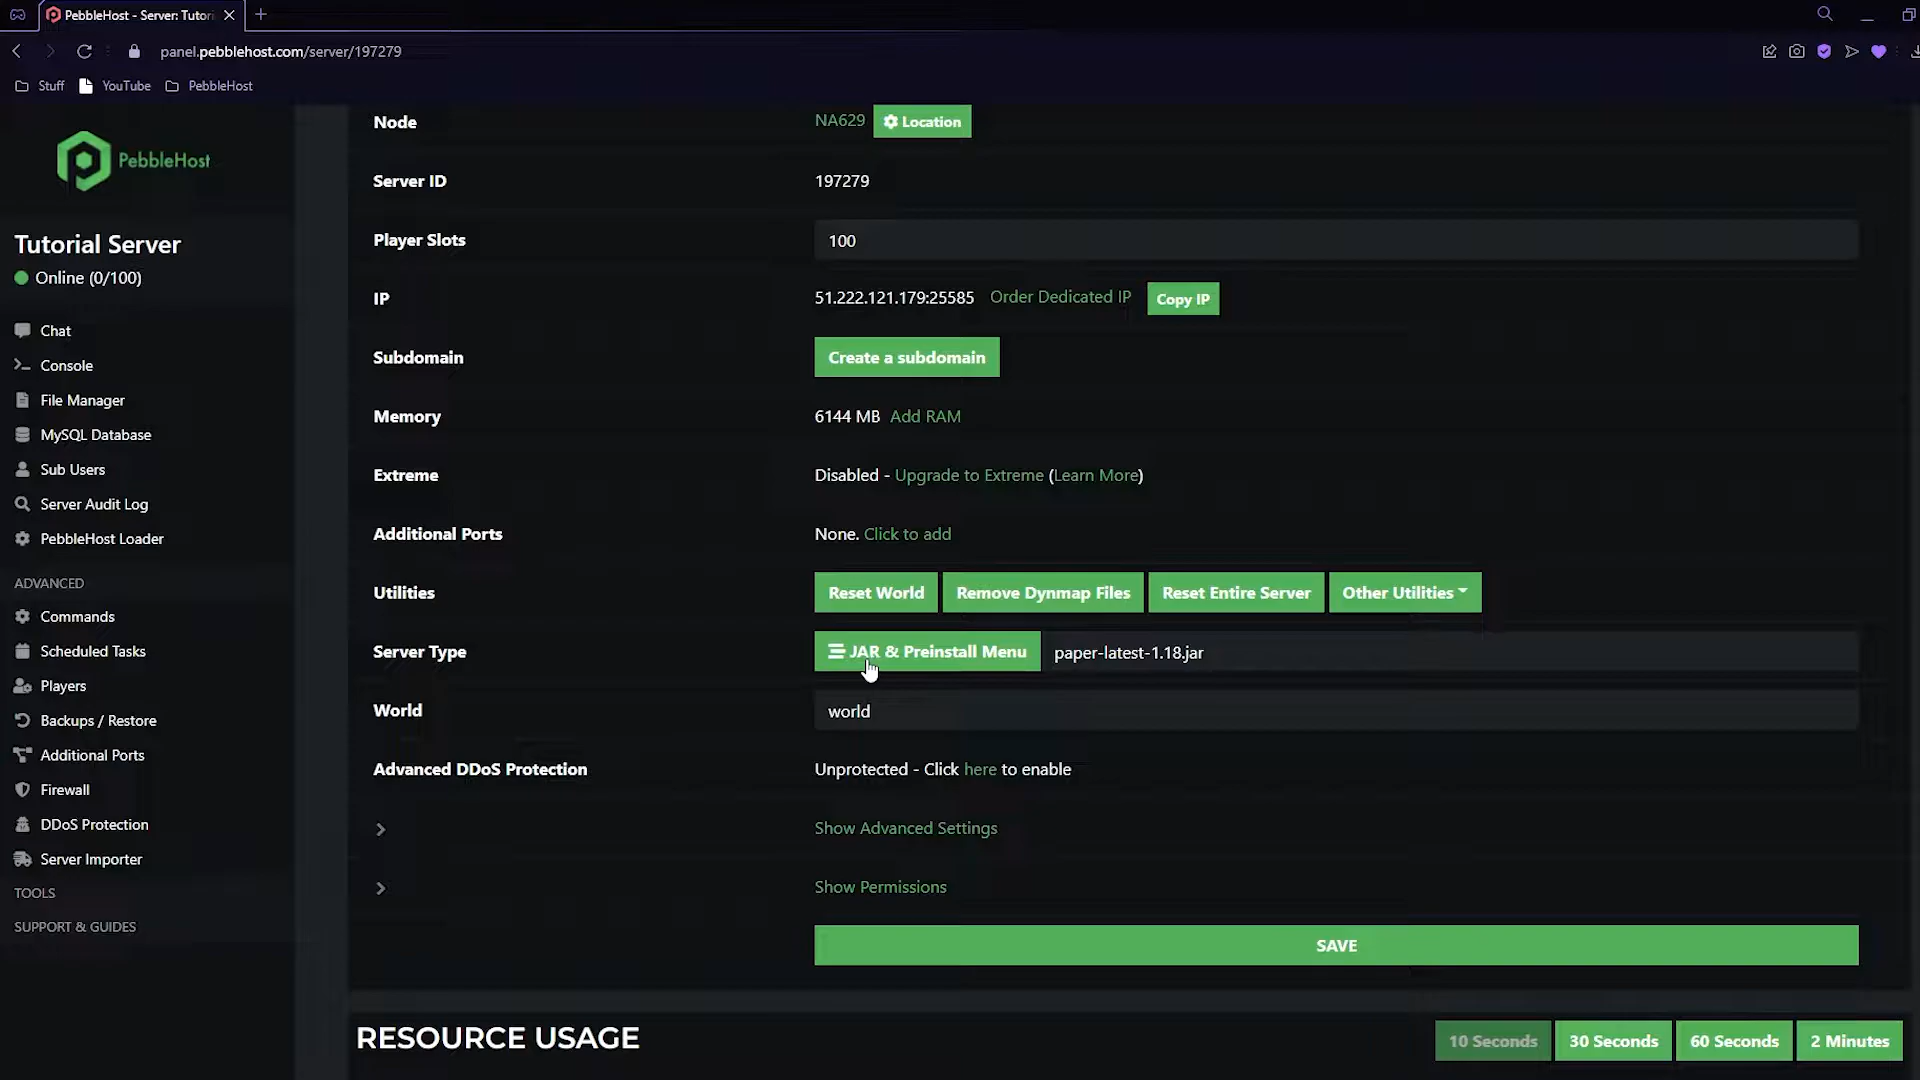 PebbleHost - Server: Tutori
panel.pebblehost.com/server/197279
Stuff YouTube PebbleHost
PebbleHost
Tutorial Server
Online (0/100)
Chat
Console
File Manager
MySQL Database
Sub Users
Server Audit Log
PebbleHost Loader
ADVANCED
Commands
Scheduled Tasks
Players
Backups / Restore
Additional Ports
Firewall
DDoS Protection
Server Importer
TOOLS
SUPPORT & GUIDES
Node NA629 Location
Server ID 197279
Player Slots 100
IP 51.222.121.179:25585 Order Dedicated IP Copy IP
Subdomain Create a subdomain
Memory 6144 MB Add RAM
Extreme Disabled - Upgrade to Extreme (Learn More)
Additional Ports None. Click to add
Utilities Reset World Remove Dynmap Files Reset Entire Server Other Utilities
Server Type JAR & Preinstall Menu paper-latest-1.18.jar
World world
Advanced DDoS Protection Unprotected - Click here to enable
Show Advanced Settings
Show Permissions
SAVE
RESOURCE USAGE 10 Seconds 30 Seconds 60 Seconds 2 Minutes